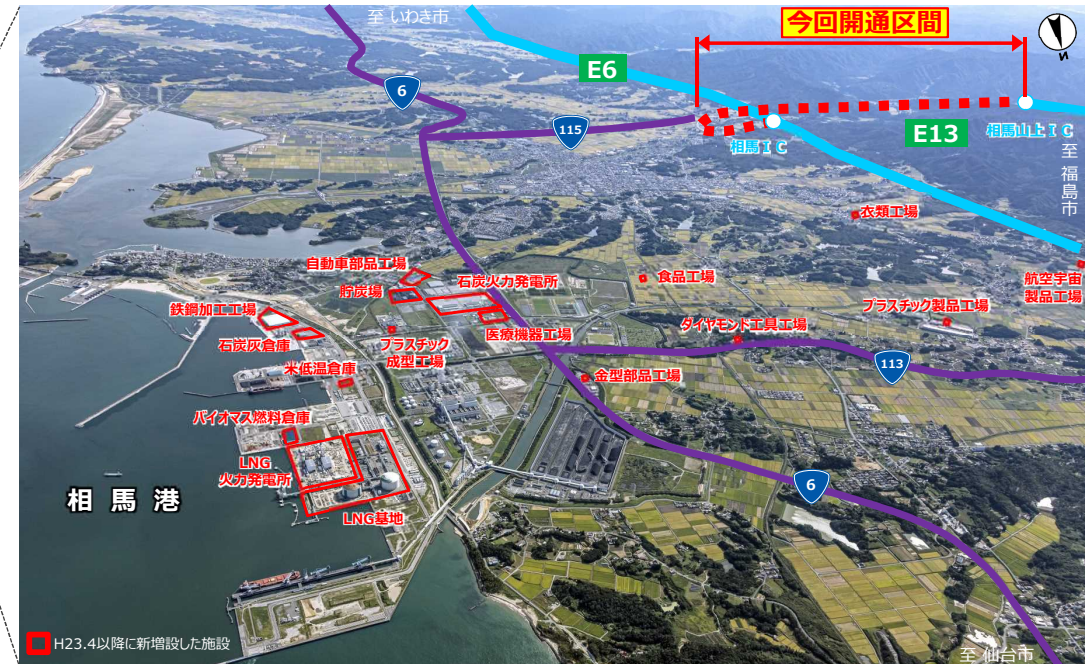 至 いわき市
今回開通区間
N
E6
6
115
E13
相馬IC
相馬山上IC
至 福島市
衣類工場
自動車部品工場
石炭火力発電所
貯炭場
食品工場
航空宇宙
製品工場
鉄鋼加工工場
プラスチック製品工場
石炭灰倉庫
プラスチック
成型工場
医療機器工場
ダイヤモンド工具工場
米低温倉庫
113
金型部品工場
バイオマス燃料倉庫
LNG
火力発電所
6
相馬港
LNG基地
H23.4以降に新増設した施設
至 仙台市